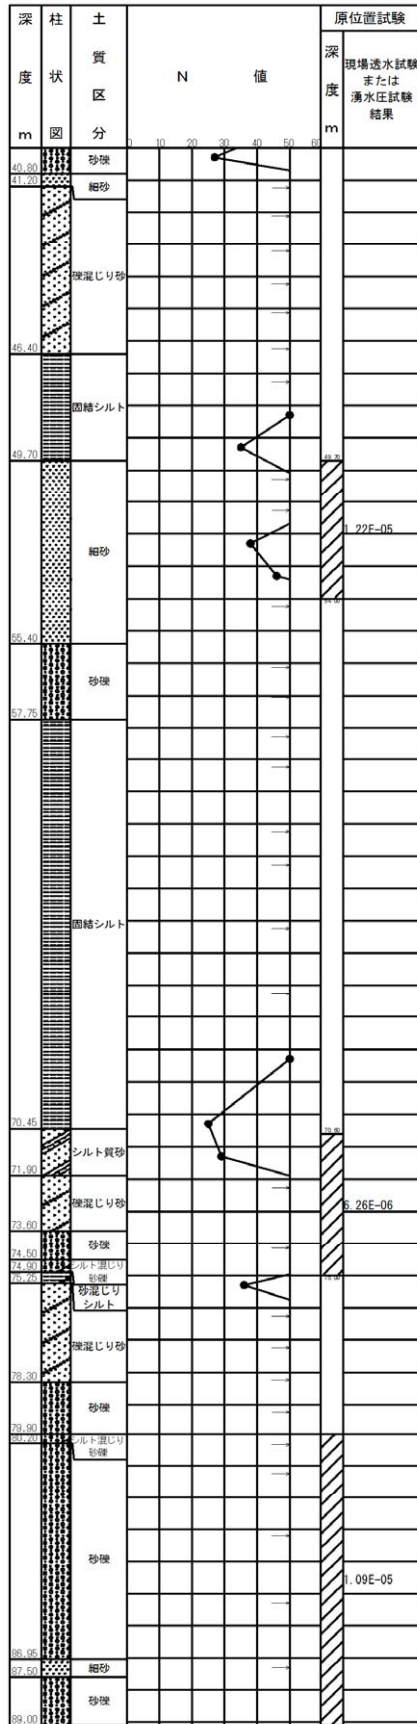 深度m
柱状図
土質区分
N 値
原位置試験
深度m
現場透水試験
または
湧水圧試験
結果
0 10 20 30 40 50 60
砂礫
40.80
41.20
細砂
礫混じり砂
46.40
固結シルト
49.70
49.70
1.22E-05
細砂
54.00
55.40
砂礫
57.75
固結シルト
70.45
70.60
シルト質砂
71.90
礫混じり砂
6.26E-06
73.60
砂礫
74.50
74.90
シルト混じり
砂礫
75.25
75.00
砂混じり
シルト
礫混じり砂
78.30
砂礫
79.90
80.20
シルト混じり
砂礫
砂礫
1.09E-05
86.95
細砂
87.50
砂礫
89.00